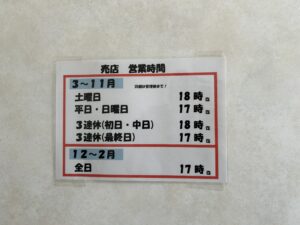 売店 営業時間
3～11月
土曜日 18時
平日・日曜日 17時
3連休(初日・中日) 18時
3連休(最終日) 17時
12～2月
全日 17時